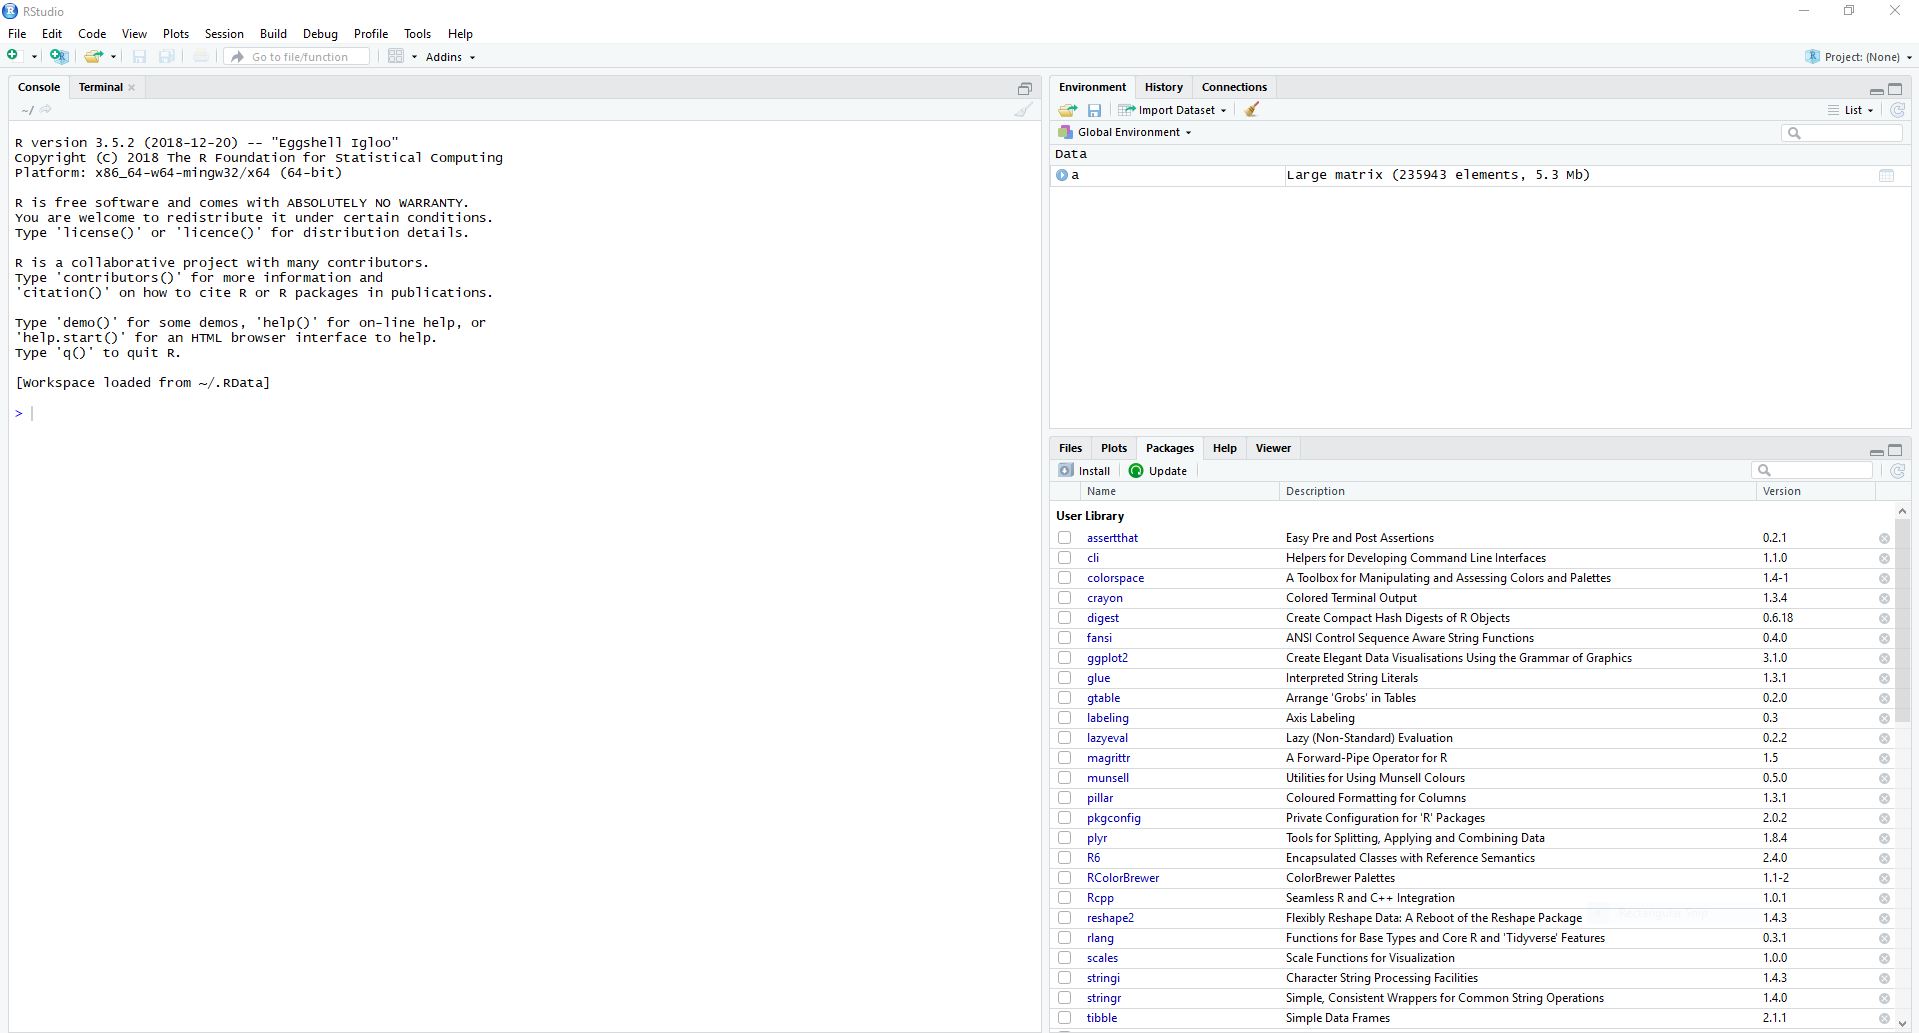 RStudio
File Edit Code View Plots Session Build Debug Profile Tools Help
Go to file/function Addins Project: (None)
Console Terminal
~/
R version 3.5.2 (2018-12-20) -- "Eggshell Igloo"
Copyright (C) 2018 The R Foundation for Statistical Computing
Platform: x86_64-w64-mingw32/x64 (64-bit)
R is free software and comes with ABSOLUTELY NO WARRANTY.
You are welcome to redistribute it under certain conditions.
Type 'license()' or 'licence()' for distribution details.
R is a collaborative project with many contributors.
Type 'contributors()' for more information and
'citation()' on how to cite R or R packages in publications.
Type 'demo()' for some demos, 'help()' for on-line help, or
'help.start()' for an HTML browser interface to help.
Type 'q()' to quit R.
[Workspace loaded from ~/.RData]
>
Environment History Connections
Import Dataset List
Global Environment
Data
a Large matrix (235943 elements, 5.3 Mb)
Files Plots Packages Help Viewer
Install Update
Name Description Version
User Library
assertthat Easy Pre and Post Assertions 0.2.1
cli Helpers for Developing Command Line Interfaces 1.1.0
colorspace A Toolbox for Manipulating and Assessing Colors and Palettes 1.4-1
crayon Colored Terminal Output 1.3.4
digest Create Compact Hash Digests of R Objects 0.6.18
fansi ANSI Control Sequence Aware String Functions 0.4.0
ggplot2 Create Elegant Data Visualisations Using the Grammar of Graphics 3.1.0
glue Interpreted String Literals 1.3.1
gtable Arrange 'Grobs' in Tables 0.2.0
labeling Axis Labeling 0.3
lazyeval Lazy (Non-Standard) Evaluation 0.2.2
magrittr A Forward-Pipe Operator for R 1.5
munsell Utilities for Using Munsell Colours 0.5.0
pillar Coloured Formatting for Columns 1.3.1
pkgconfig Private Configuration for 'R' Packages 2.0.2
plyr Tools for Splitting, Applying and Combining Data 1.8.4
R6 Encapsulated Classes with Reference Semantics 2.4.0
RColorBrewer ColorBrewer Palettes 1.1-2
Rcpp Seamless R and C++ Integration 1.0.1
reshape2 Flexibly Reshape Data: A Reboot of the Reshape Package 1.4.3
rlang Functions for Base Types and Core R and 'Tidyverse' Features 0.3.1
scales Scale Functions for Visualization 1.0.0
stringi Character String Processing Facilities 1.4.3
stringr Simple, Consistent Wrappers for Common String Operations 1.4.0
tibble Simple Data Frames 2.1.1